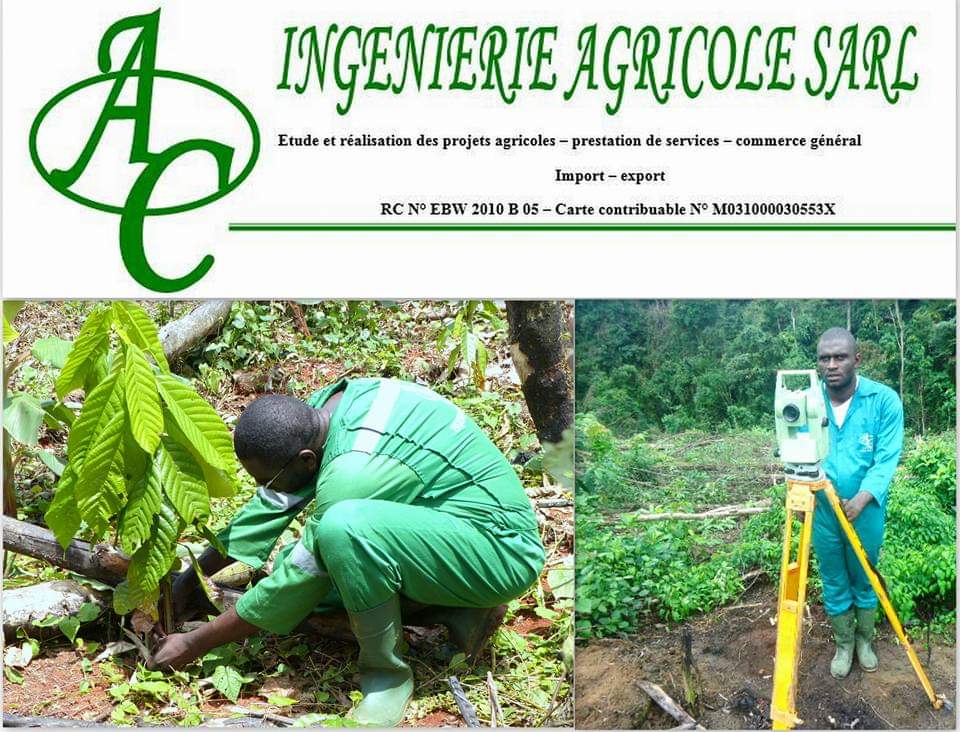 AC
INGENIERIE AGRICOLE SARL
Etude et réalisation des projets agricoles – prestation de services – commerce général
Import – export
RC N° EBW 2010 B 05 – Carte contribuable N° M031000030553X